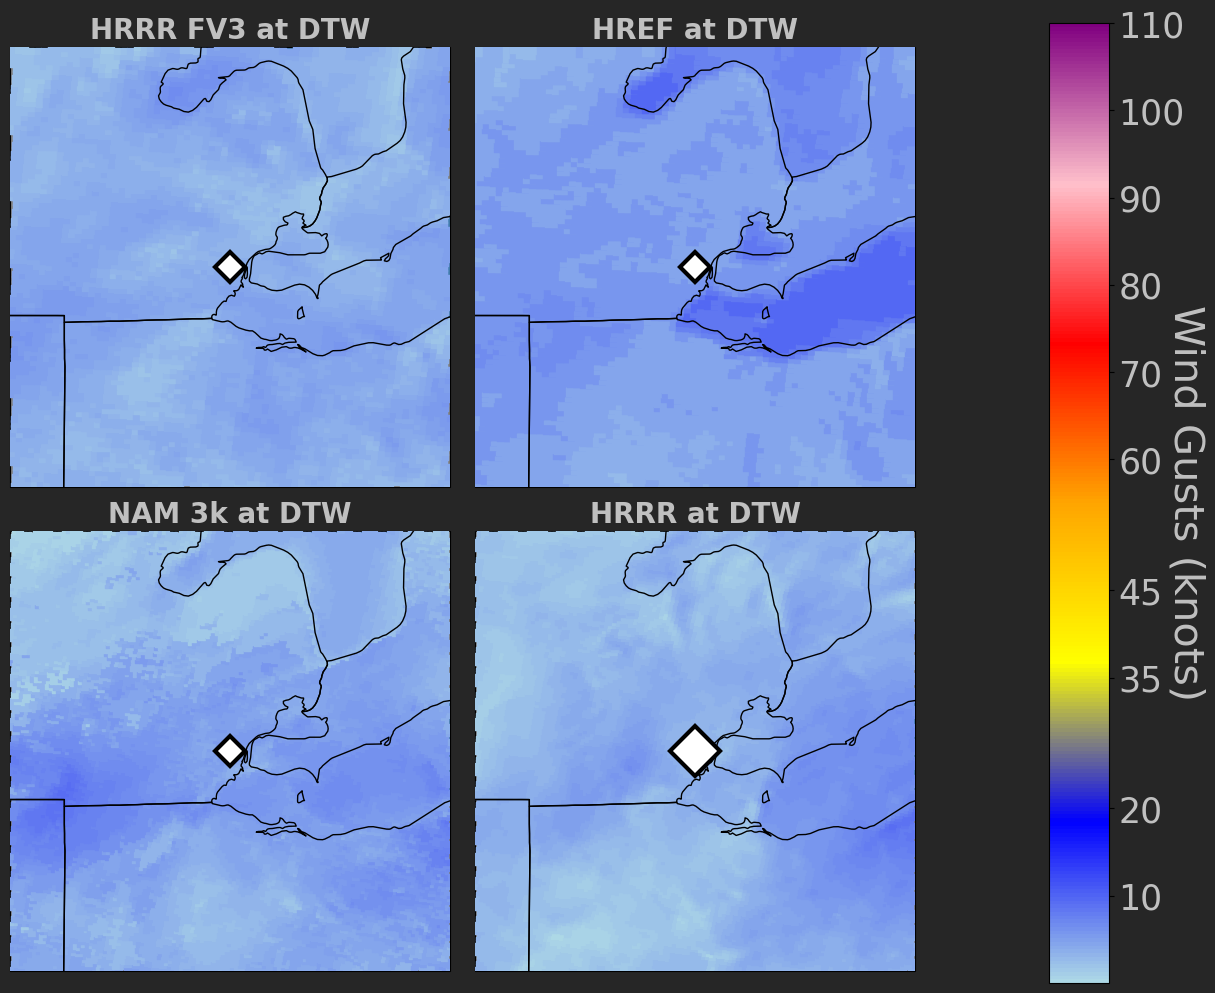 HRRR FV3 at DTW
HREF at DTW
NAM 3k at DTW
HRRR at DTW
110
100
90
80
70
60
45
35
20
10
Wind Gusts (knots)